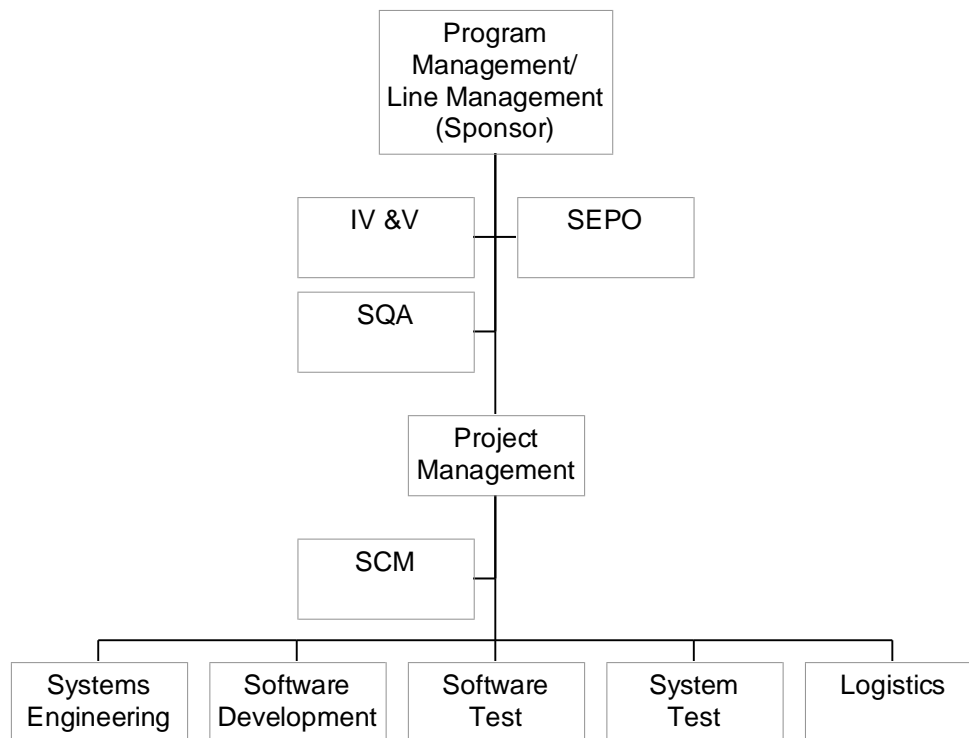 Program
Management/
Line Management
(Sponsor)
IV &V
SEPO
SQA
Project
Management
SCM
Systems
Engineering
Software
Development
Software
Test
System
Test
Logistics